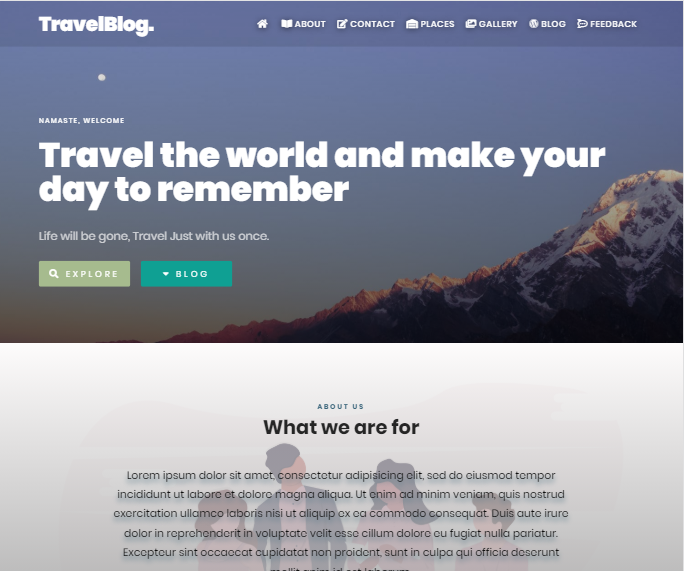 TravelBlog.
ABOUT CONTACT PLACES GALLERY BLOG FEEDBACK
NAMASTE, WELCOME
Travel the world and make your
day to remember
Life will be gone, Travel Just with us once.
EXPLORE BLOG
ABOUT US
What we are for
Lorem ipsum dolor sit amet, consectetur adipisicing elit, sed do eiusmod tempor
incididunt ut labore et dolore magna aliqua. Ut enim ad minim veniam, quis nostrud
exercitation ullamco laboris nisi ut aliquip ex ea commodo consequat. Duis aute irure
dolor in reprehenderit in voluptate velit esse cillum dolore eu fugiat nulla pariatur.
Excepteur sint occaecat cupidatat non proident, sunt in culpa qui officia deserunt
mollit anim id est laborum.